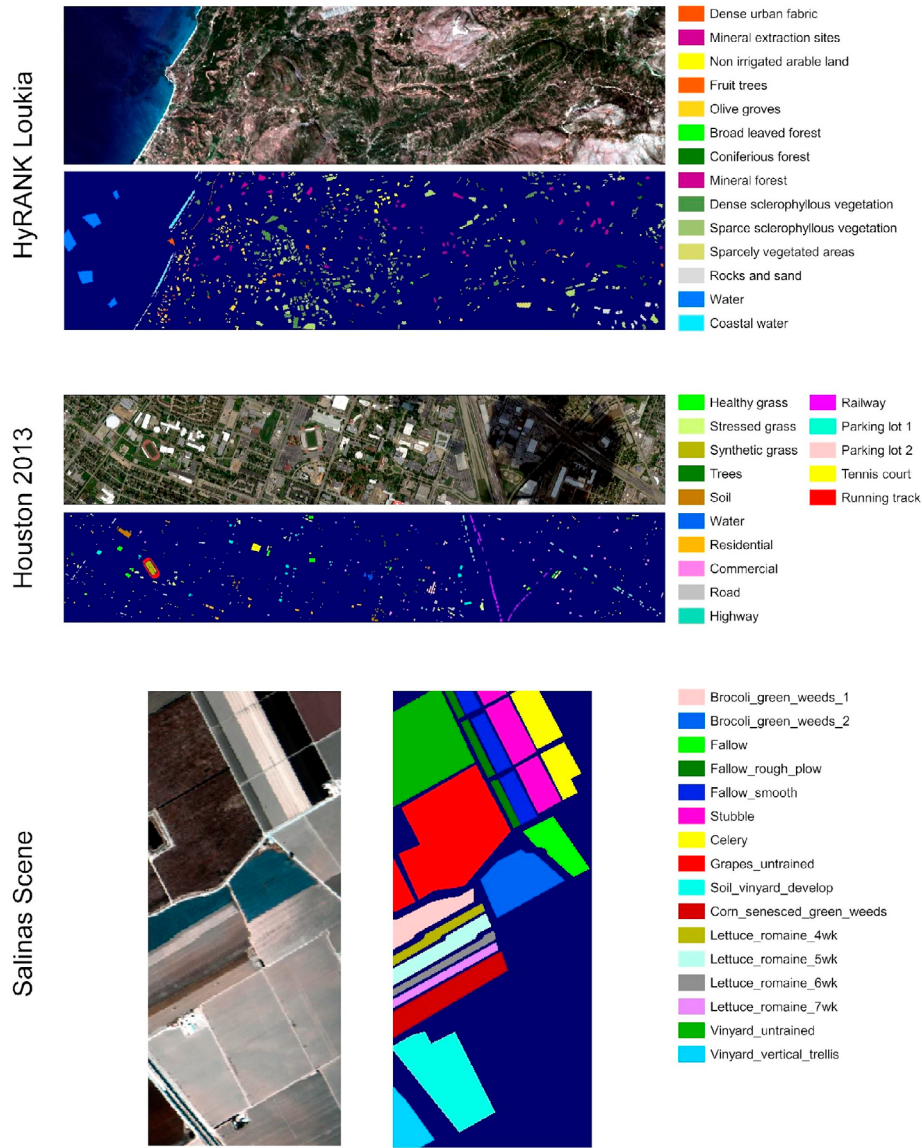 HyRANK Loukia
Dense urban fabric
Mineral extraction sites
Non irrigated arable land
Fruit trees
Olive groves
Broad leaved forest
Coniferious forest
Mineral forest
Dense sclerophyllous vegetation
Sparce sclerophyllous vegetation
Sparcely vegetated areas
Rocks and sand
Water
Coastal water
Houston 2013
Healthy grass
Stressed grass
Synthetic grass
Trees
Soil
Water
Residential
Commercial
Road
Highway
Railway
Parking lot 1
Parking lot 2
Tennis court
Running track
Salinas Scene
Brocoli_green_weeds_1
Brocoli_green_weeds_2
Fallow
Fallow_rough_plow
Fallow_smooth
Stubble
Celery
Grapes_untrained
Soil_vinyard_develop
Corn_senesced_green_weeds
Lettuce_romaine_4wk
Lettuce_romaine_5wk
Lettuce_romaine_6wk
Lettuce_romaine_7wk
Vinyard_untrained
Vinyard_vertical_trellis